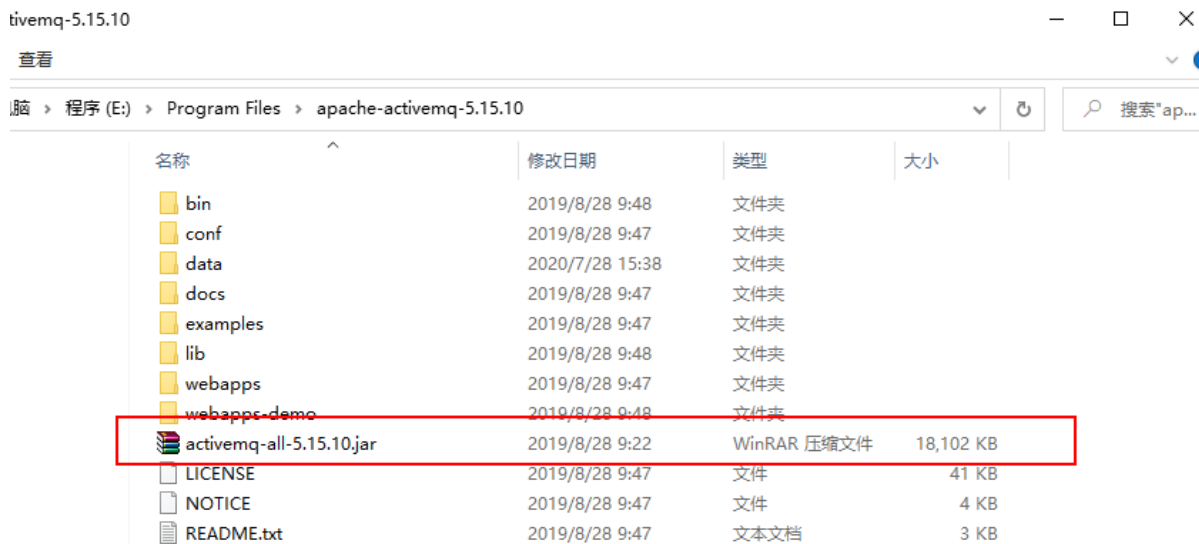 tivemq-5.15.10
查看
脑 › 程序 (E:) › Program Files › apache-activemq-5.15.10 搜索"ap...
名称 修改日期 类型 大小
bin 2019/8/28 9:48 文件夹
conf 2019/8/28 9:47 文件夹
data 2020/7/28 15:38 文件夹
docs 2019/8/28 9:47 文件夹
examples 2019/8/28 9:47 文件夹
lib 2019/8/28 9:48 文件夹
webapps 2019/8/28 9:47 文件夹
webapps-demo 2019/8/28 9:48 文件夹
activemq-all-5.15.10.jar 2019/8/28 9:22 WinRAR 压缩文件 18,102 KB
LICENSE 2019/8/28 9:47 文件 41 KB
NOTICE 2019/8/28 9:47 文件 4 KB
README.txt 2019/8/28 9:47 文本文档 3 KB